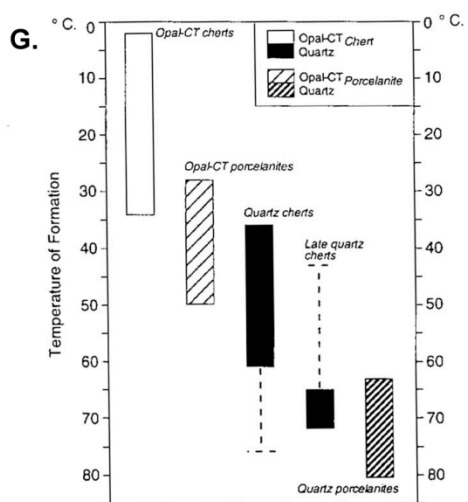 G.
° C.
0
10
20
30
40
50
60
70
80
Temperature of Formation
Opal-CT cherts
Opal-CT porcelanites
Quartz cherts
Late quartz
cherts
Quartz porcelanites
Opal-CT Chert
Quartz
Opal-CT Porcelanite
Quartz
° C.
0
10
20
30
40
50
60
70
80